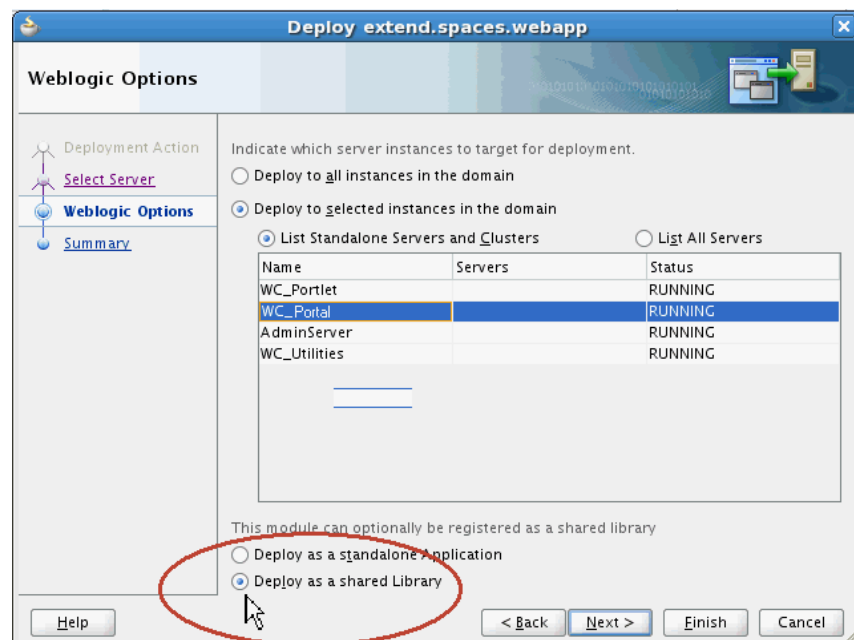 Deploy extend.spaces.webapp
Weblogic Options
Deployment Action
Select Server
Weblogic Options
Summary
Indicate which server instances to target for deployment.
Deploy to all instances in the domain
Deploy to selected instances in the domain
List Standalone Servers and Clusters List All Servers
Name Servers Status
WC_Portlet RUNNING
WC_Portal RUNNING
AdminServer RUNNING
WC_Utilities RUNNING
This module can optionally be registered as a shared library
Deploy as a standalone Application
Deploy as a shared Library
Help < Back Next > Finish Cancel